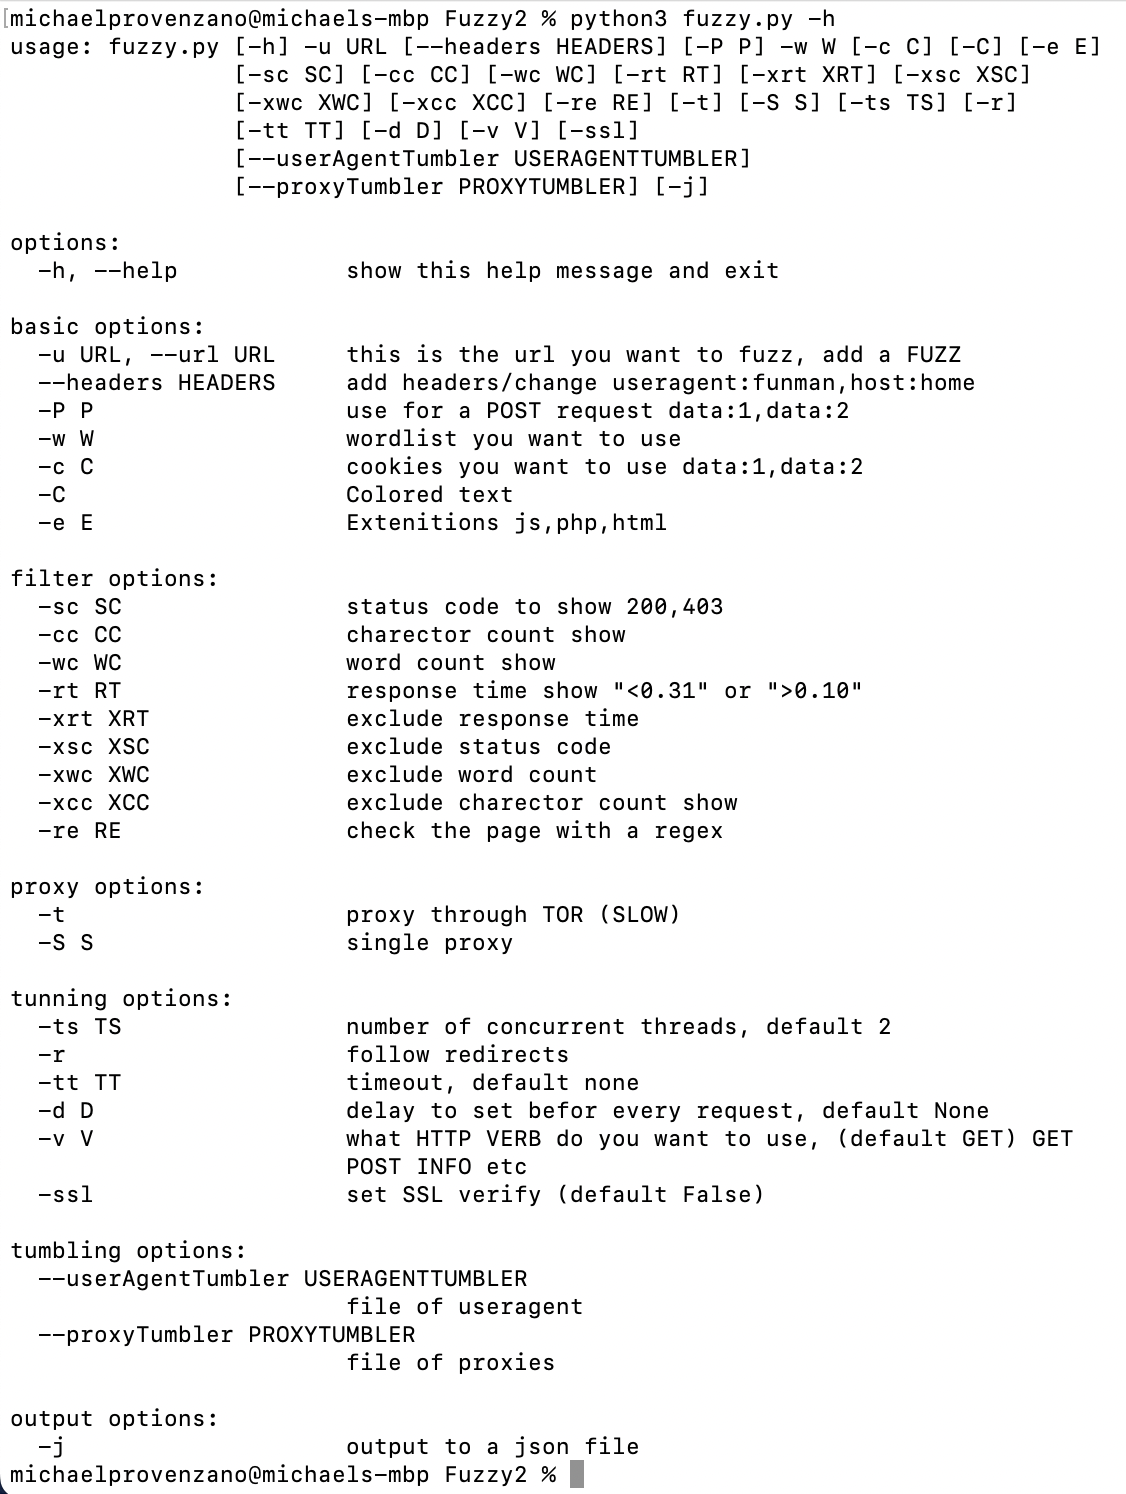 [michaelprovenzano@michaels-mbp Fuzzy2 % python3 fuzzy.py -h
usage: fuzzy.py [-h] -u URL [--headers HEADERS] [-P P] -w W [-c C] [-C] [-e E]
                [-sc SC] [-cc CC] [-wc WC] [-rt RT] [-xrt XRT] [-xsc XSC]
                [-xwc XWC] [-xcc XCC] [-re RE] [-t] [-S S] [-ts TS] [-r]
                [-tt TT] [-d D] [-v V] [-ssl]
                [--userAgentTumbler USERAGENTTUMBLER]
                [--proxyTumbler PROXYTUMBLER] [-j]

options:
  -h, --help            show this help message and exit

basic options:
  -u URL, --url URL     this is the url you want to fuzz, add a FUZZ
  --headers HEADERS     add headers/change useragent:funman,host:home
  -P P                  use for a POST request data:1,data:2
  -w W                  wordlist you want to use
  -c C                  cookies you want to use data:1,data:2
  -C                    Colored text
  -e E                  Extenitions js,php,html

filter options:
  -sc SC                status code to show 200,403
  -cc CC                charector count show
  -wc WC                word count show
  -rt RT                response time show "<0.31" or ">0.10"
  -xrt XRT              exclude response time
  -xsc XSC              exclude status code
  -xwc XWC              exclude word count
  -xcc XCC              exclude charector count show
  -re RE                check the page with a regex

proxy options:
  -t                    proxy through TOR (SLOW)
  -S S                  single proxy

tunning options:
  -ts TS                number of concurrent threads, default 2
  -r                    follow redirects
  -tt TT                timeout, default none
  -d D                  delay to set befor every request, default None
  -v V                  what HTTP VERB do you want to use, (default GET) GET
                        POST INFO etc
  -ssl                  set SSL verify (default False)

tumbling options:
  --userAgentTumbler USERAGENTTUMBLER
                        file of useragent
  --proxyTumbler PROXYTUMBLER
                        file of proxies

output options:
  -j                    output to a json file
michaelprovenzano@michaels-mbp Fuzzy2 %